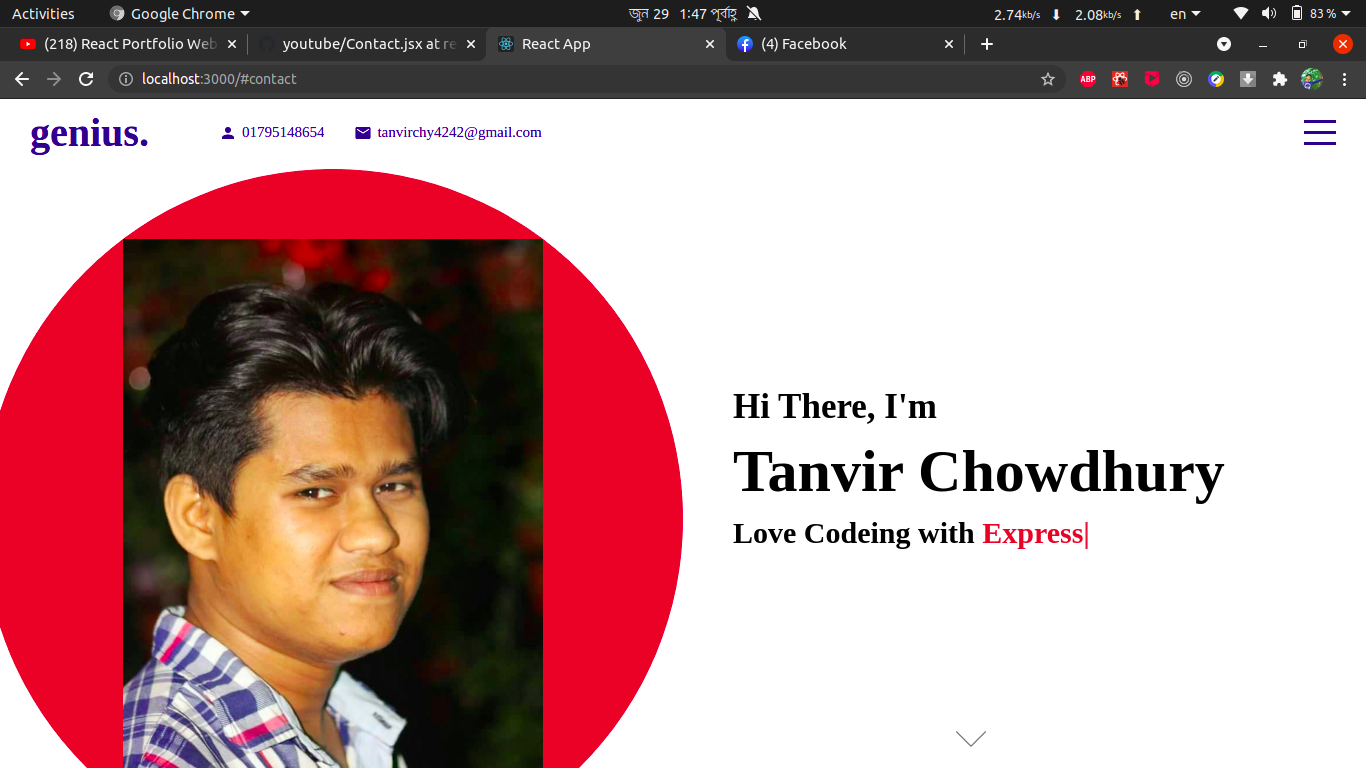 Activities Google Chrome জুন 29 1:47 পূর্বাহ্ণ 2.74kb/s 2.08kb/s en 83 %
(218) React Portfolio Web youtube/Contact.jsx at re React App (4) Facebook
localhost:3000/#contact ABP
genius. 01795148654 tanvirchy4242@gmail.com
Hi There, I'm
Tanvir Chowdhury
Love Codeing with Express|